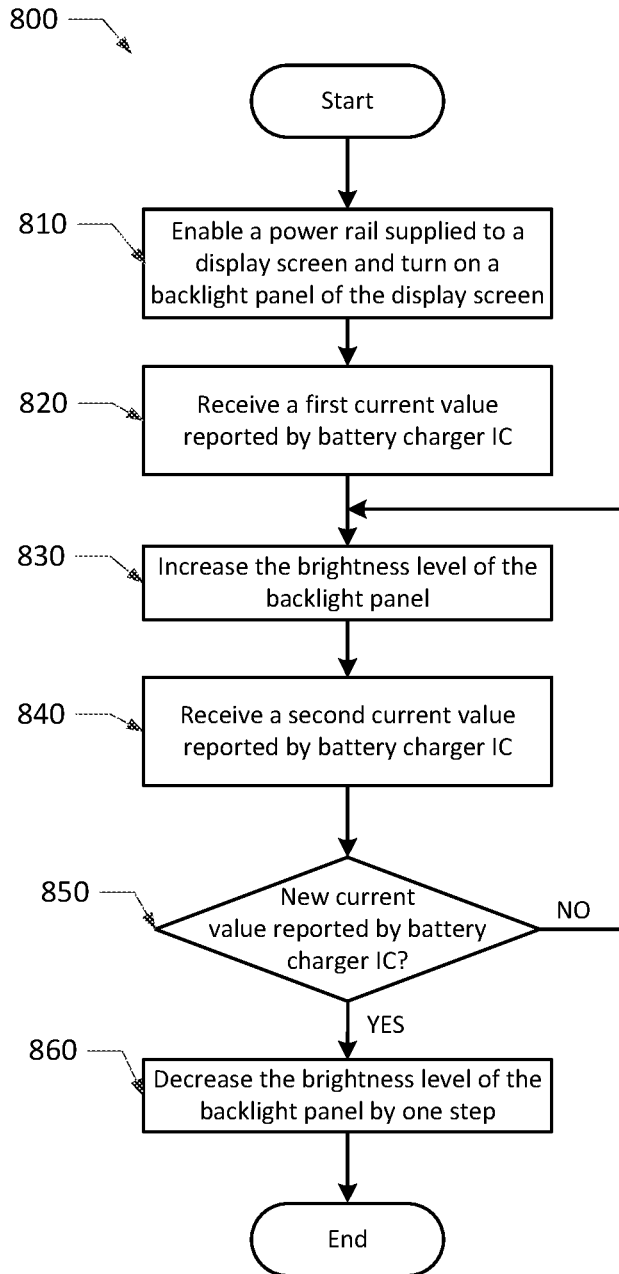 800
Start
810
Enable a power rail supplied to a
display screen and turn on a
backlight panel of the display screen
820
Receive a first current value
reported by battery charger IC
830
Increase the brightness level of the
backlight panel
840
Receive a second current value
reported by battery charger IC
850
New current
value reported by battery
charger IC?
NO
YES
860
Decrease the brightness level of the
backlight panel by one step
End